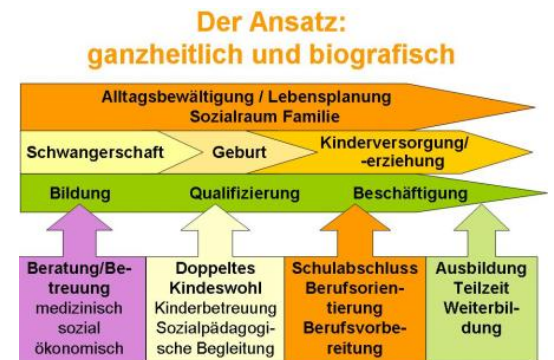 Der Ansatz:
ganzheitlich und biografisch
Alltagsbewältigung / Lebensplanung
Sozialraum Familie
Schwangerschaft
Geburt
Kinderversorgung/
-erziehung
Bildung
Qualifizierung
Beschäftigung
Beratung/Be-
treuung
medizinisch
sozial
ökonomisch
Doppeltes
Kindeswohl
Kinderbetreuung
Sozialpädagogi-
sche Begleitung
Schulabschluss
Berufsorien-
tierung
Berufsvorbe-
reitung
Ausbildung
Teilzeit
Weiterbil-
dung